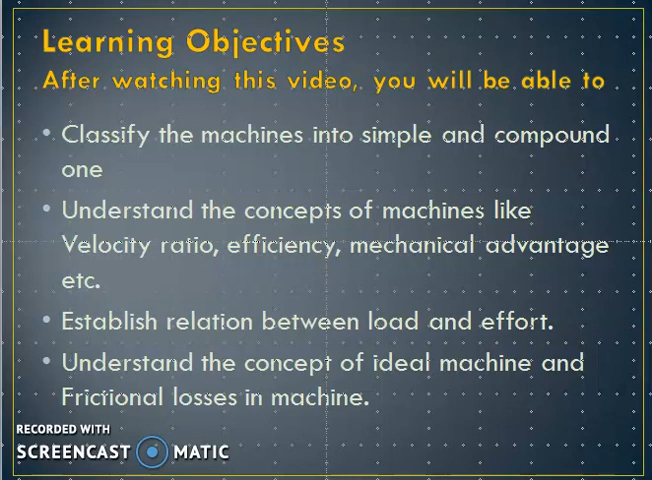 Learning Objectives
After watching this video, you will be able to
• Classify the machines into simple and compound
one
• Understand the concepts of machines like
Velocity ratio, efficiency, mechanical advantage
etc.
• Establish relation between load and effort.
• Understand the concept of ideal machine and
Frictional losses in machine.
RECORDED WITH
SCREENCAST MATIC